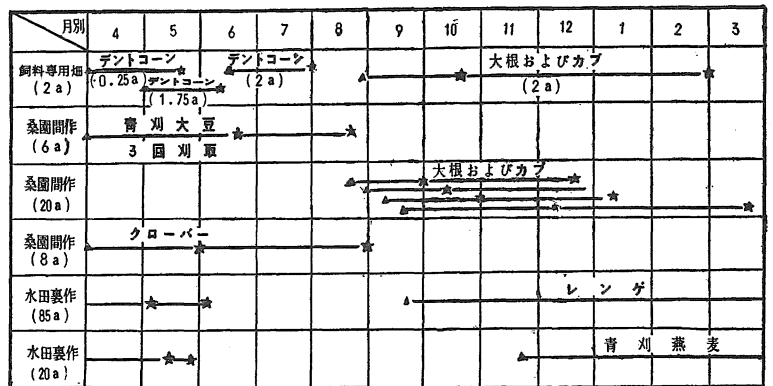 月別 4 5 6 7 8 9 10 11 12 1 2 3
飼料専用畑
(2a)
デントコーン
(0.25a)
デントコーン
(1.75a)
デントコーン
(2a)
大根およびカブ
(2a)
桑園間作
(6a)
青刈大豆
3回刈取
桑園間作
(20a)
大根およびカブ
桑園間作
(8a)
クローバー
水田裏作
(85a)
レンゲ
水田裏作
(20a)
青刈燕麦